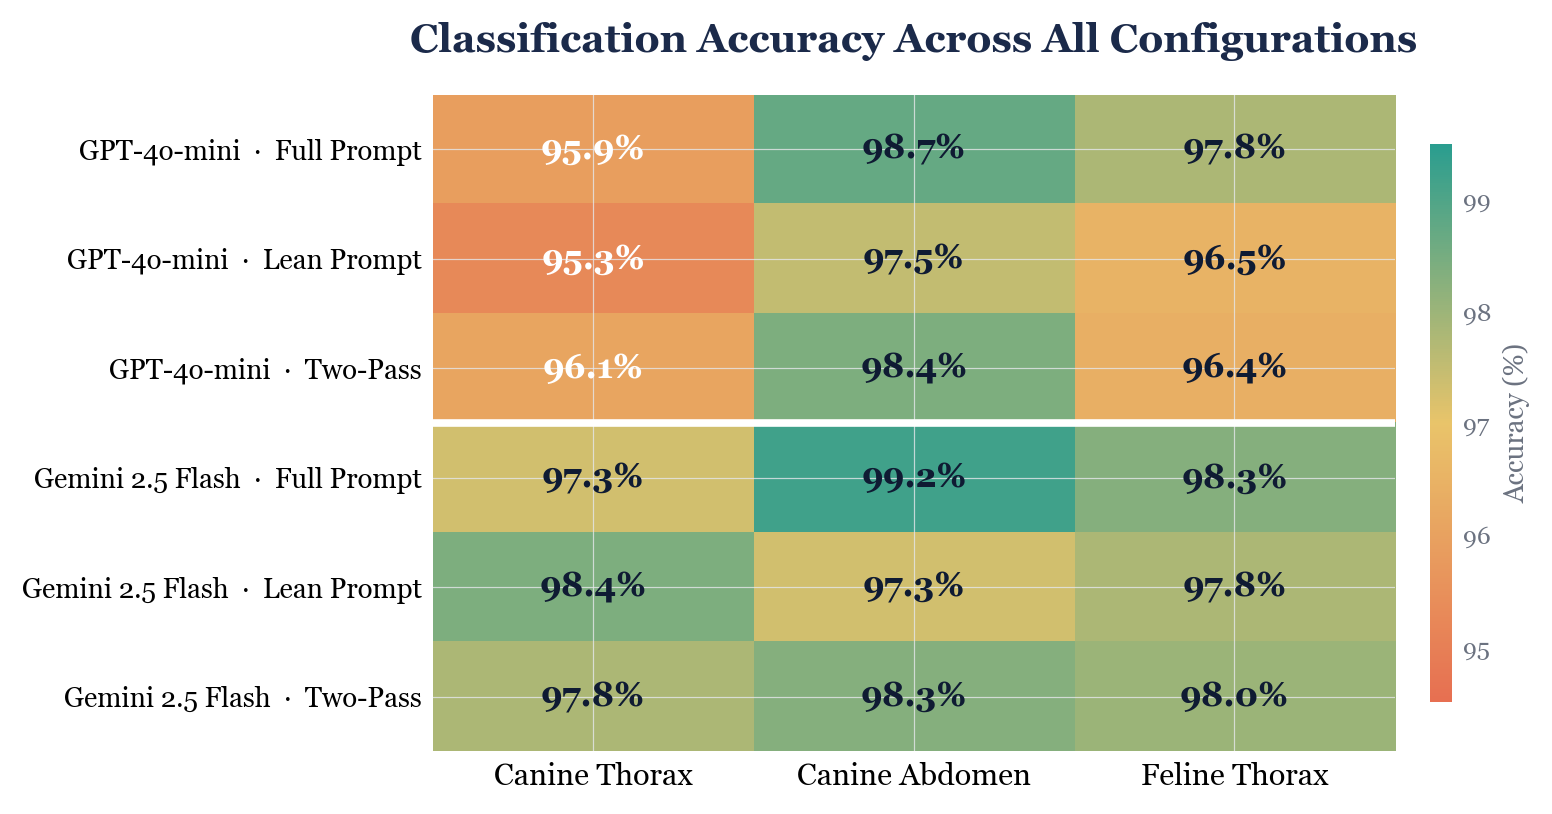 Classification Accuracy Across All Configurations
GPT-4o-mini · Full Prompt 95.9% 98.7% 97.8%
GPT-4o-mini · Lean Prompt 95.3% 97.5% 96.5%
GPT-4o-mini · Two-Pass 96.1% 98.4% 96.4%
Gemini 2.5 Flash · Full Prompt 97.3% 99.2% 98.3%
Gemini 2.5 Flash · Lean Prompt 98.4% 97.3% 97.8%
Gemini 2.5 Flash · Two-Pass 97.8% 98.3% 98.0%
Canine Thorax Canine Abdomen Feline Thorax
99
98
97
96
95
Accuracy (%)